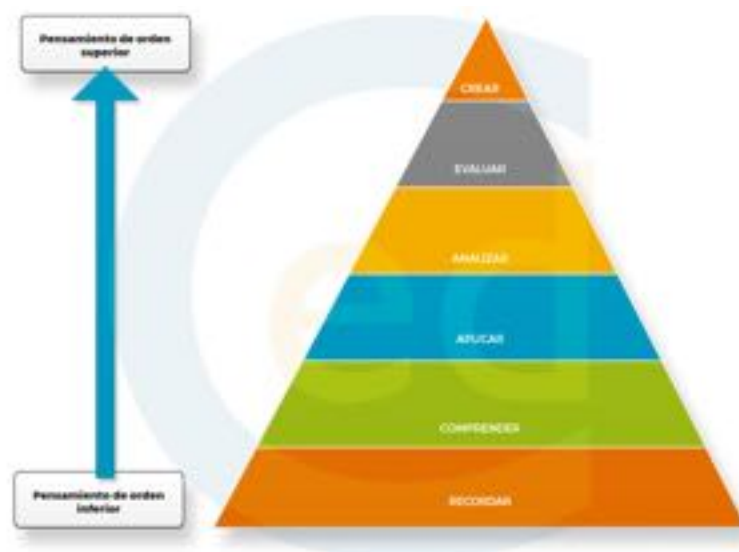 Pensamiento de orden
superior
CREAR
EVALUAR
ANALIZAR
APLICAR
COMPRENDER
RECORDAR
Pensamiento de orden
inferior